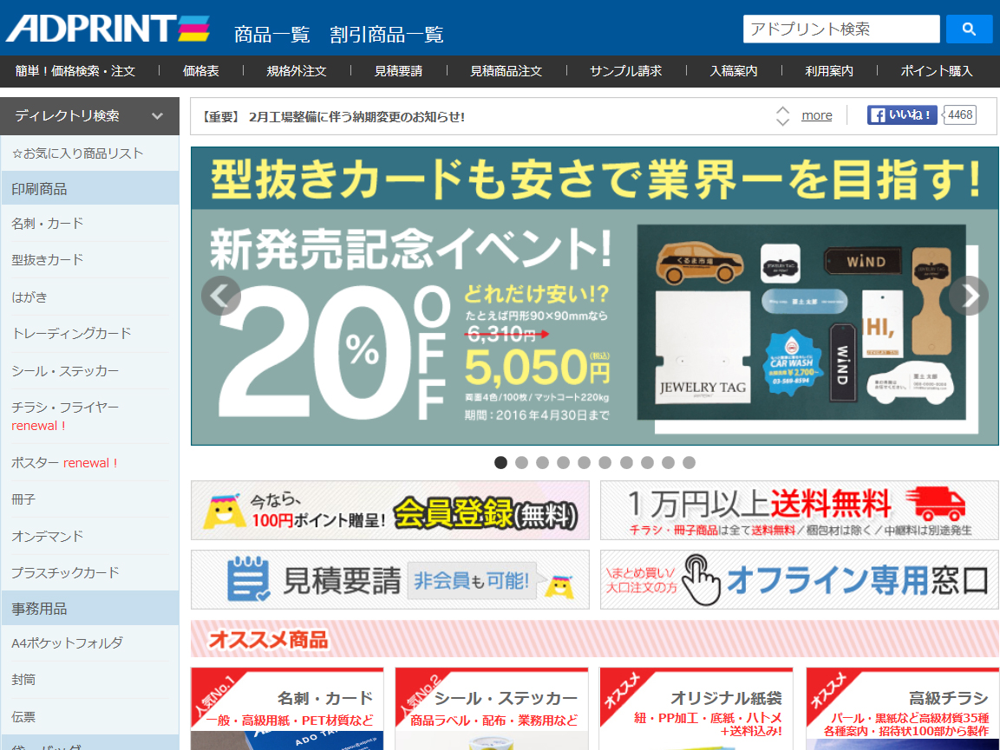 ADPRINT 商品一覧 割引商品一覧 アドプリント検索
簡単！価格検索・注文 価格表 規格外注文 見積要請 見積商品注文 サンプル請求 入稿案内 利用案内 ポイント購入
ディレクトリ検索
☆お気に入り商品リスト
印刷商品
名刺・カード
型抜きカード
はがき
トレーディングカード
シール・ステッカー
チラシ・フライヤー
renewal !
ポスター renewal !
冊子
オンデマンド
プラスチックカード
事務用品
A4ポケットフォルダ
封筒
伝票
【重要】 2月工場整備に伴う納期変更のお知らせ!
more
いいね！ 4468
型抜きカードも安さで業界一を目指す!
新発売記念イベント!
20%OFF
どれだけ安い!?
たとえば円形90×90mmなら
6,310円
5,050円(税込)
両面4色/100枚/マットコート220kg
期間：2016年4月30日まで
くるま市場
JEWELRY TAG
WiND
葉土 太郎
HI,
JEWELRY TAG
CAR WASH
¥2,700~
03-589-8594
WiND
葉土 太郎
今なら、
100円ポイント贈呈！
会員登録(無料)
１万円以上送料無料
チラシ・冊子商品は全て送料無料／梱包材は除く／中継料は別途発生
見積要請 非会員も可能!
\まとめ買い/
大口注文の方
オフライン専用窓口
オススメ商品
人気No.1
名刺・カード
一般・高級用紙・PET材質など
ADO TA
人気No.2
シール・ステッカー
商品ラベル・配布・業務用など
オススメ
オリジナル紙袋
紐・PP加工・底紙・ハトメ
+送料込み!
オススメ
高級チラシ
パール・黒紙など高級材質35種
各種案内・招待状100部から製作